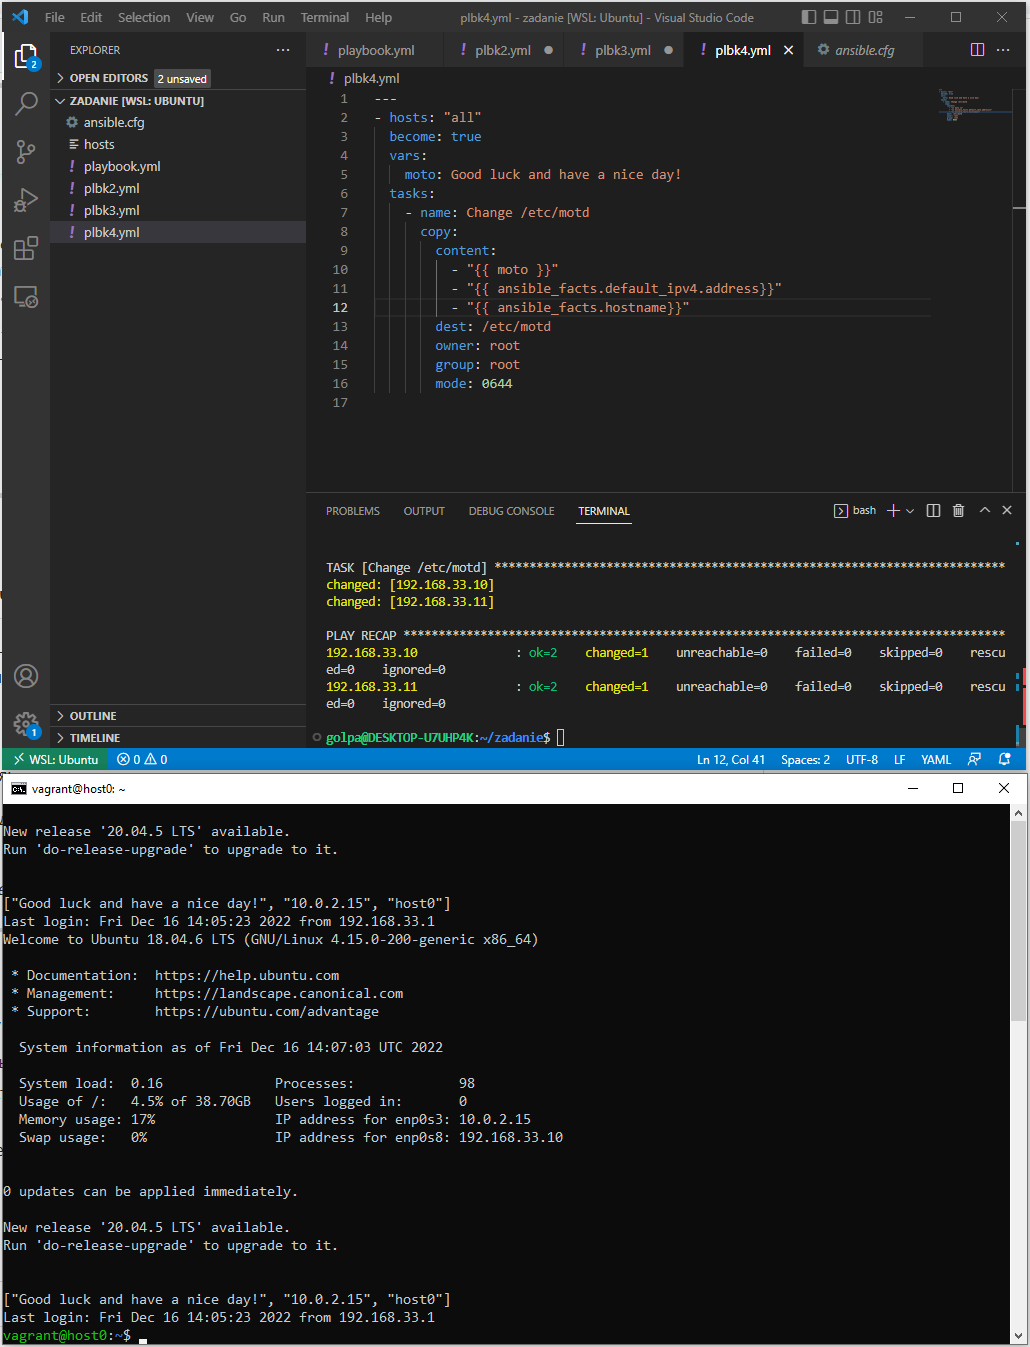 File Edit Selection View Go Run Terminal Help plbk4.yml - zadanie [WSL: Ubuntu] - Visual Studio Code
EXPLORER
! playbook.yml ! plbk2.yml ! plbk3.yml ! plbk4.yml ansible.cfg
OPEN EDITORS 2 unsaved
! plbk4.yml
ZADANIE [WSL: UBUNTU]
ansible.cfg
hosts
! playbook.yml
! plbk2.yml
! plbk3.yml
! plbk4.yml
2
1 ---
2 - hosts: "all"
3 become: true
4 vars:
5 moto: Good luck and have a nice day!
6 tasks:
7 - name: Change /etc/motd
8 copy:
9 content:
10 - "{{ moto }}"
11 - "{{ ansible_facts.default_ipv4.address}}"
12 - "{{ ansible_facts.hostname}}"
13 dest: /etc/motd
14 owner: root
15 group: root
16 mode: 0644
17
PROBLEMS OUTPUT DEBUG CONSOLE TERMINAL bash
TASK [Change /etc/motd] *************************************************************************
changed: [192.168.33.10]
changed: [192.168.33.11]
PLAY RECAP **************************************************************************************
192.168.33.10 : ok=2 changed=1 unreachable=0 failed=0 skipped=0 rescu
ed=0 ignored=0
192.168.33.11 : ok=2 changed=1 unreachable=0 failed=0 skipped=0 rescu
ed=0 ignored=0
golpa@DESKTOP-U7UHP4K:~/zadanie$
OUTLINE
TIMELINE
1
WSL: Ubuntu 0 0 Ln 12, Col 41 Spaces: 2 UTF-8 LF YAML
vagrant@host0: ~
New release '20.04.5 LTS' available.
Run 'do-release-upgrade' to upgrade to it.
["Good luck and have a nice day!", "10.0.2.15", "host0"]
Last login: Fri Dec 16 14:05:23 2022 from 192.168.33.1
Welcome to Ubuntu 18.04.6 LTS (GNU/Linux 4.15.0-200-generic x86_64)
* Documentation: https://help.ubuntu.com
* Management: https://landscape.canonical.com
* Support: https://ubuntu.com/advantage
System information as of Fri Dec 16 14:07:03 UTC 2022
System load: 0.16 Processes: 98
Usage of /: 4.5% of 38.70GB Users logged in: 0
Memory usage: 17% IP address for enp0s3: 10.0.2.15
Swap usage: 0% IP address for enp0s8: 192.168.33.10
0 updates can be applied immediately.
New release '20.04.5 LTS' available.
Run 'do-release-upgrade' to upgrade to it.
["Good luck and have a nice day!", "10.0.2.15", "host0"]
Last login: Fri Dec 16 14:05:23 2022 from 192.168.33.1
vagrant@host0:~$